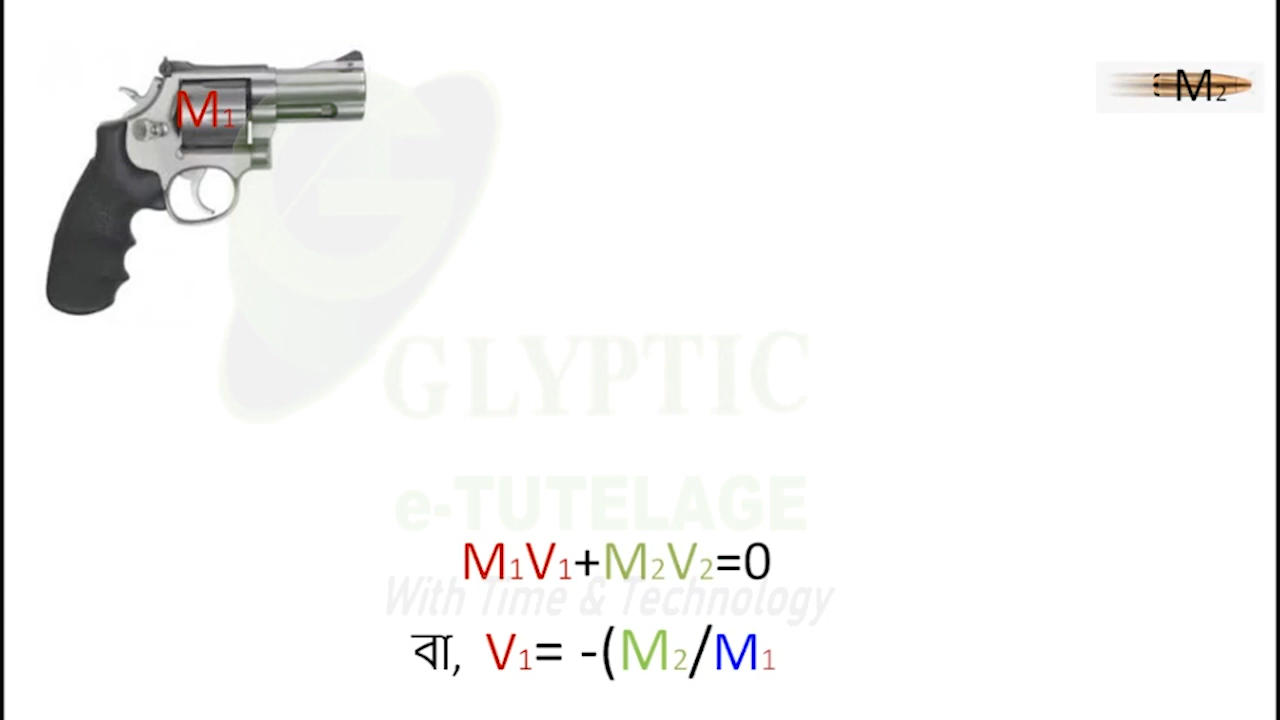 M₁
M₂
GLYPTIC
e-TUTELAGE
With Time & Technology
M₁V₁+M₂V₂=0
বা, V₁= -(M₂/M₁